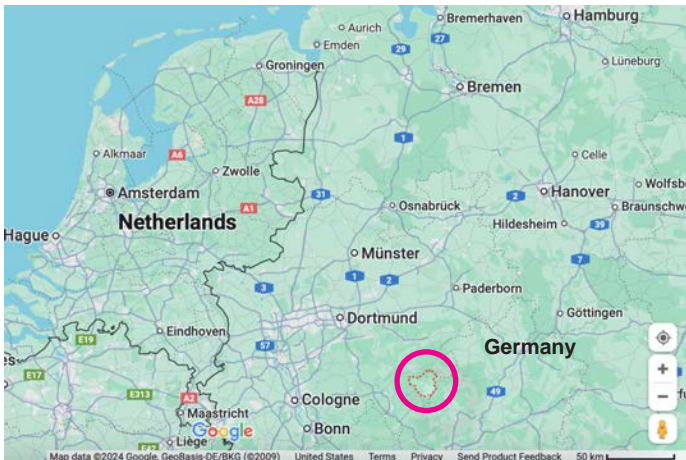 Bremerhaven
Hamburg
Aurich
Emden
27
29
Lüneburg
Groningen
Bremen
A28
1
Alkmaar
A6
Zwolle
Celle
Amsterdam
31
Osnabrück
2
Hanover
Wolfsb
A1
Braunschwe
Netherlands
Hildesheim
39
Hague
Münster
7
3
1
2
Paderborn
Dortmund
Göttingen
Eindhoven
E19
57
Germany
es
E17
E313
A2
49
Cologne
Maastricht
Google
Bonn
Liège
E42
Map data ©2024 Google, GeoBasis-DE/BKG (©2009) United States Terms Privacy Send Product Feedback 50 km